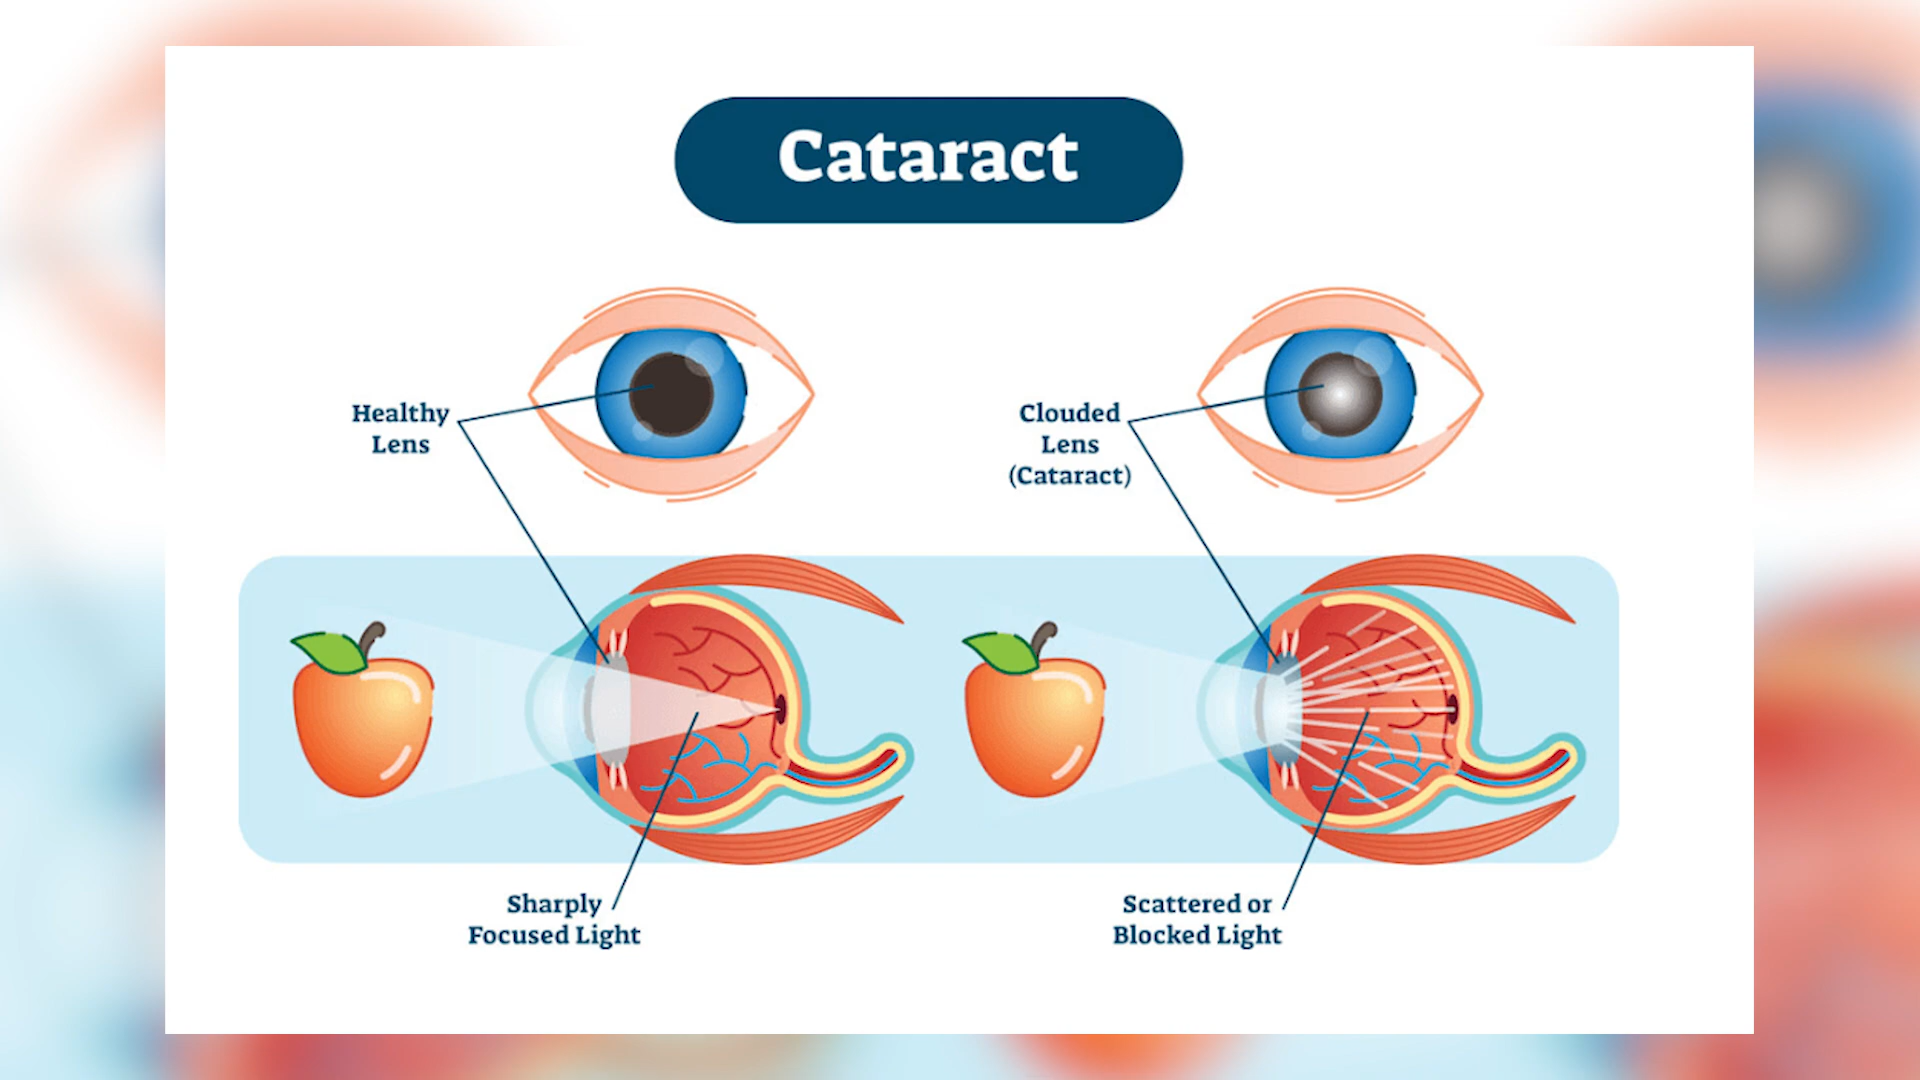 Cataract
Healthy
Lens
Clouded
Lens
(Cataract)
Sharply
Focused Light
Scattered or
Blocked Light